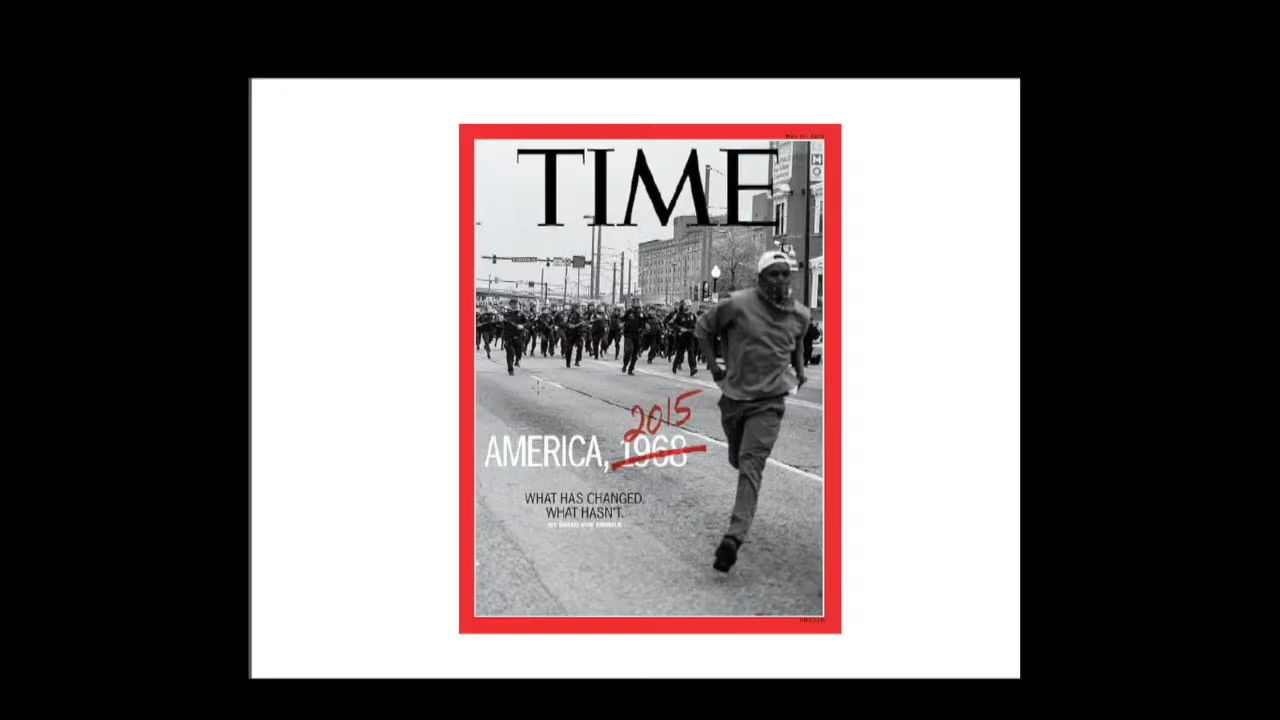 TIME
2015
AMERICA, 1968
WHAT HAS CHANGED.
WHAT HASN'T.